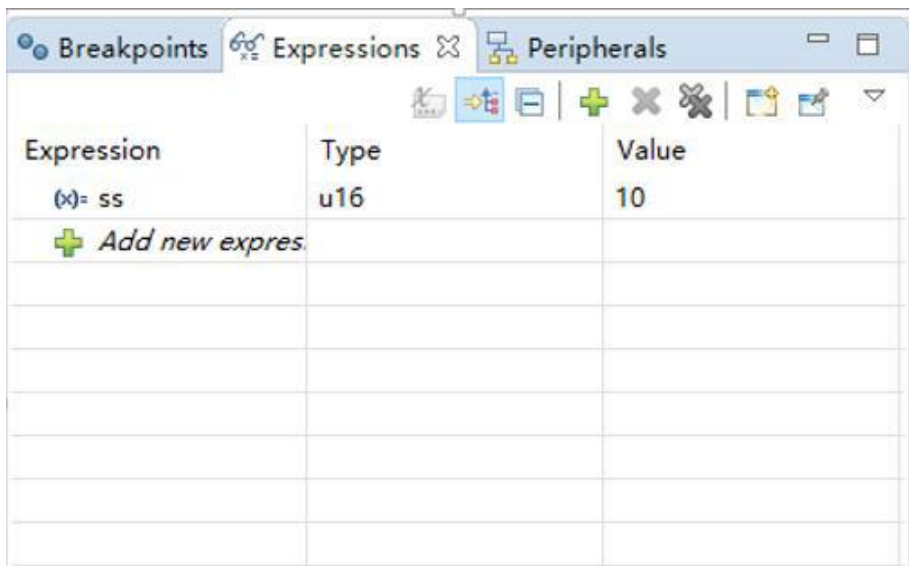 Breakpoints Expressions Peripherals
Expression Type Value
(x)= ss u16 10
Add new expres